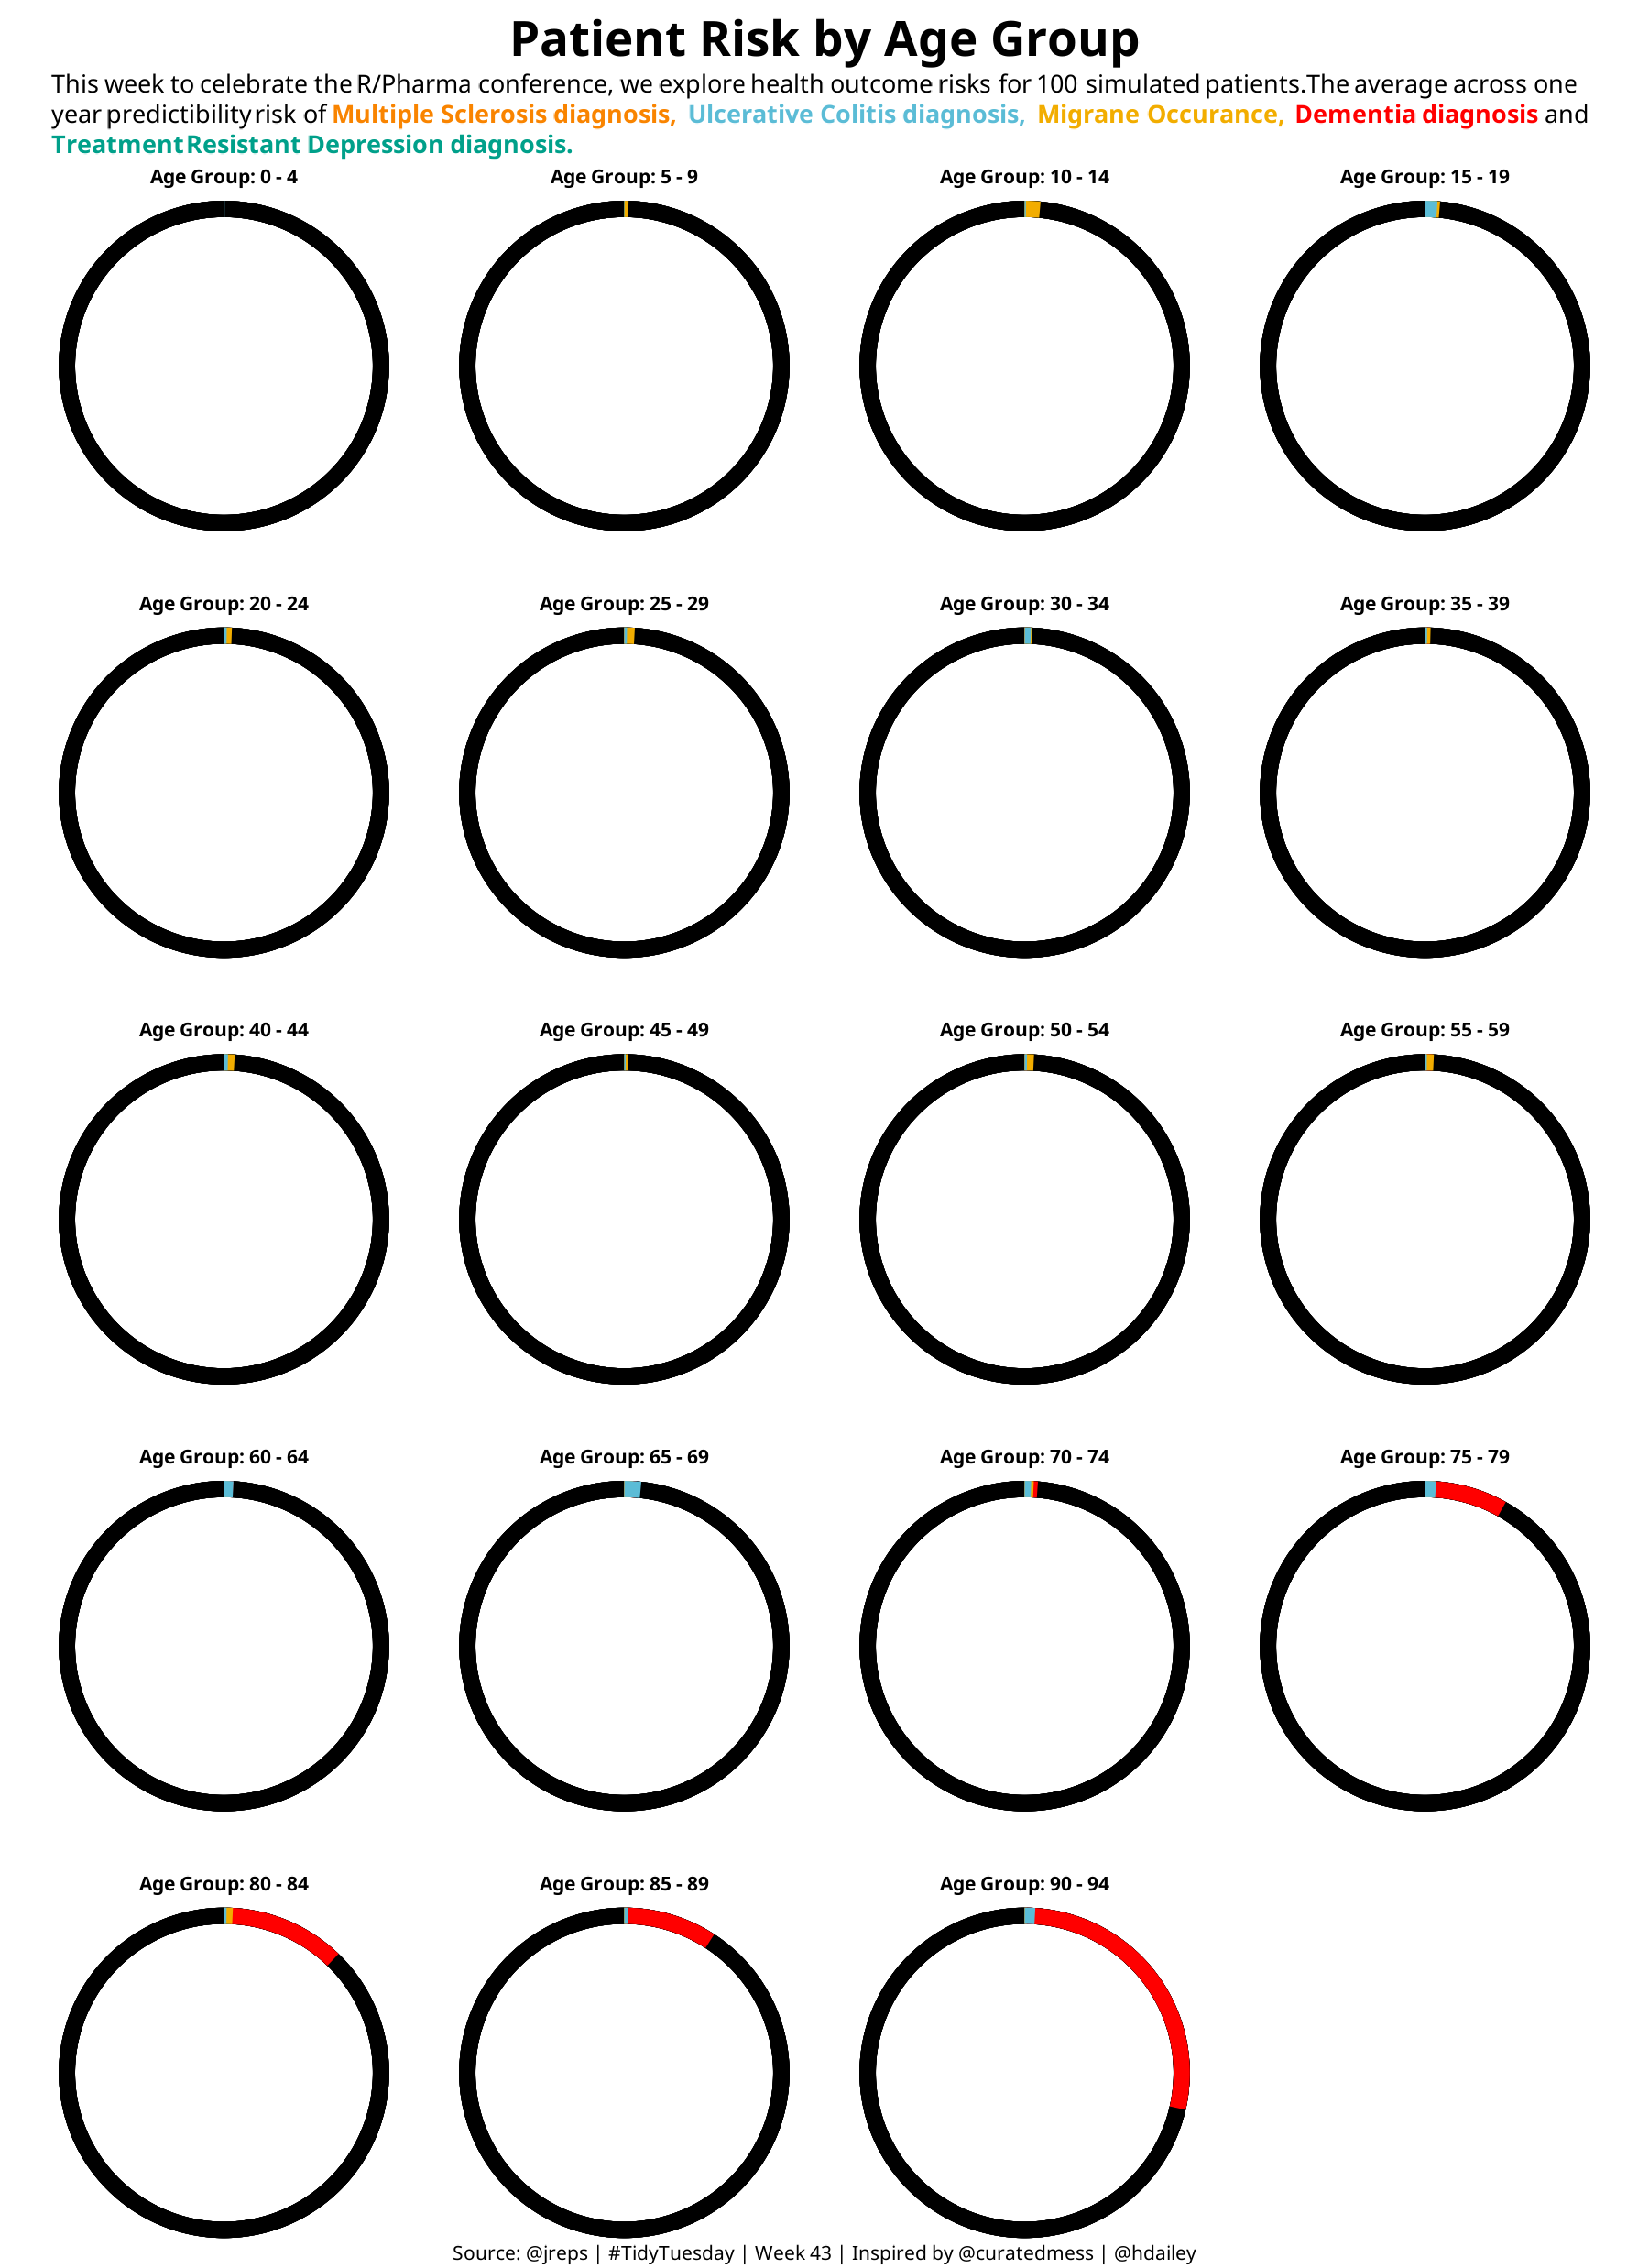 Patient Risk by Age Group
This week to celebrate the R/Pharma conference, we explore health outcome risks for 100 simulated patients.The average across one
year predictibility risk of Multiple Sclerosis diagnosis, Ulcerative Colitis diagnosis, Migrane Occurance, Dementia diagnosis and
Treatment Resistant Depression diagnosis.
Age Group: 0 - 4
Age Group: 5 - 9
Age Group: 10 - 14
Age Group: 15 - 19
Age Group: 20 - 24
Age Group: 25 - 29
Age Group: 30 - 34
Age Group: 35 - 39
Age Group: 40 - 44
Age Group: 45 - 49
Age Group: 50 - 54
Age Group: 55 - 59
Age Group: 60 - 64
Age Group: 65 - 69
Age Group: 70 - 74
Age Group: 75 - 79
Age Group: 80 - 84
Age Group: 85 - 89
Age Group: 90 - 94
Source: @jreps | #TidyTuesday | Week 43 | Inspired by @curatedmess | @hdailey